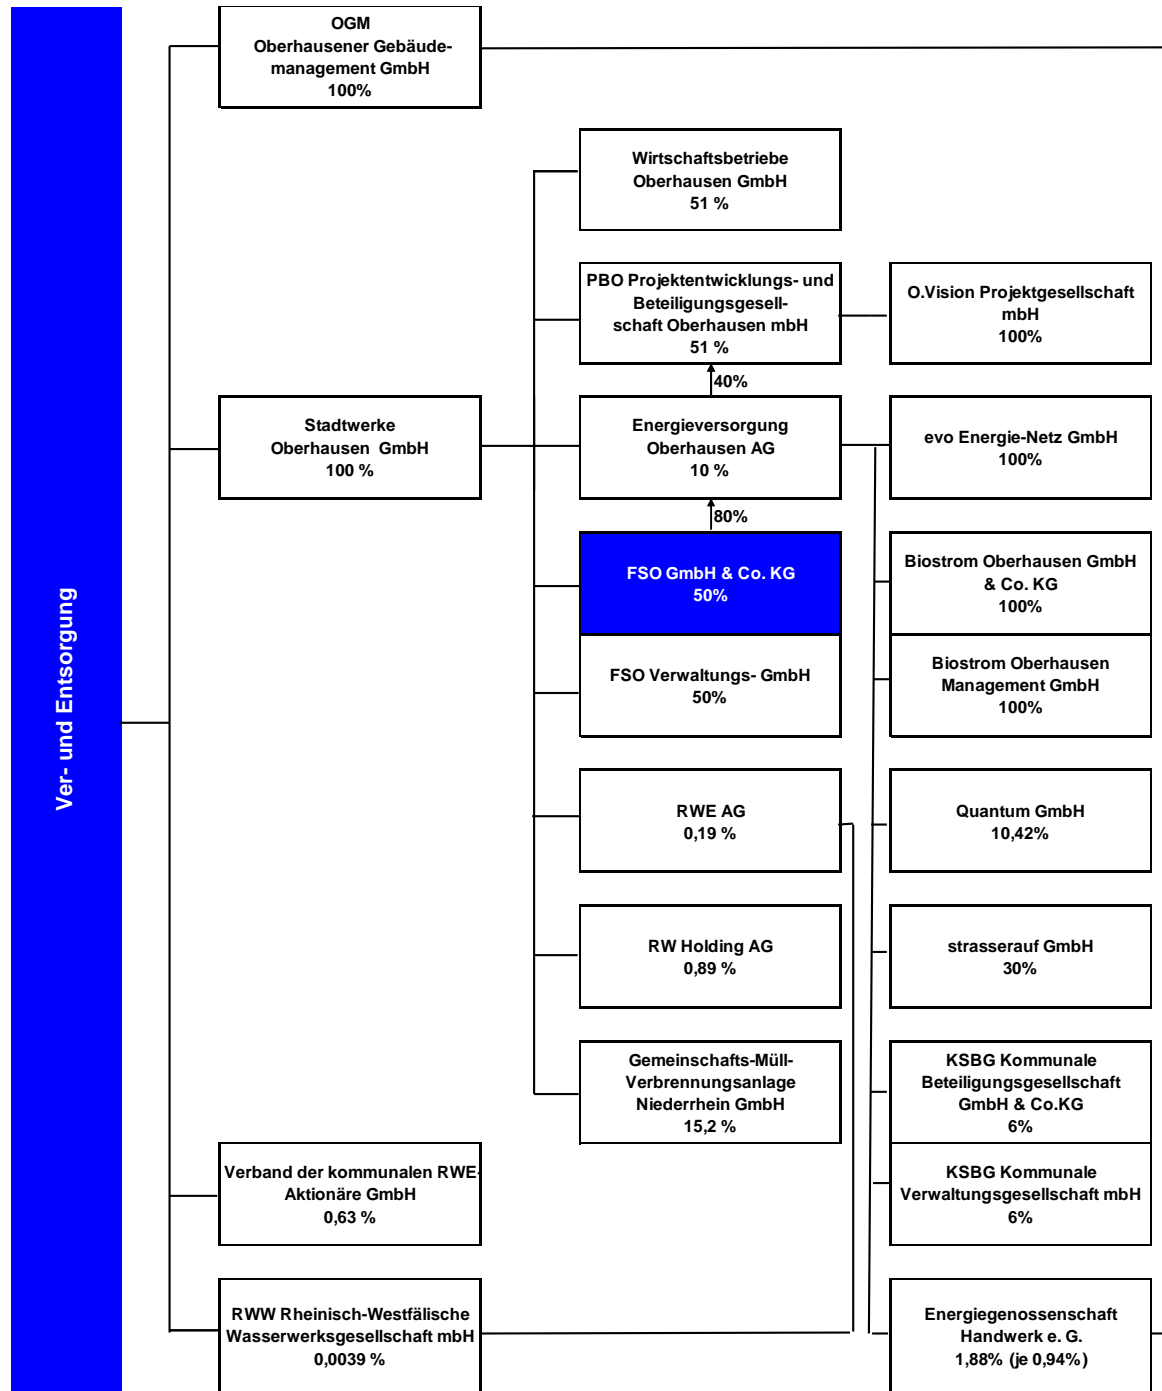 Ver- und Entsorgung
OGM
Oberhausener Gebäude-
management GmbH
100%
Stadtwerke
Oberhausen GmbH
100 %
Verband der kommunalen RWE-
Aktionäre GmbH
0,63 %
RWW Rheinisch-Westfälische
Wasserwerksgesellschaft mbH
0,0039 %
Wirtschaftsbetriebe
Oberhausen GmbH
51 %
PBO Projektentwicklungs- und
Beteiligungsgesell-
schaft Oberhausen mbH
51 %
40%
Energieversorgung
Oberhausen AG
10 %
80%
FSO GmbH & Co. KG
50%
FSO Verwaltungs- GmbH
50%
RWE AG
0,19 %
RW Holding AG
0,89 %
Gemeinschafts-Müll-
Verbrennungsanlage
Niederrhein GmbH
15,2 %
O.Vision Projektgesellschaft
mbH
100%
evo Energie-Netz GmbH
100%
Biostrom Oberhausen GmbH
& Co. KG
100%
Biostrom Oberhausen
Management GmbH
100%
Quantum GmbH
10,42%
strasserauf GmbH
30%
KSBG Kommunale
Beteiligungsgesellschaft
GmbH & Co.KG
6%
KSBG Kommunale
Verwaltungsgesellschaft mbH
6%
Energiegenossenschaft
Handwerk e. G.
1,88% (je 0,94%)